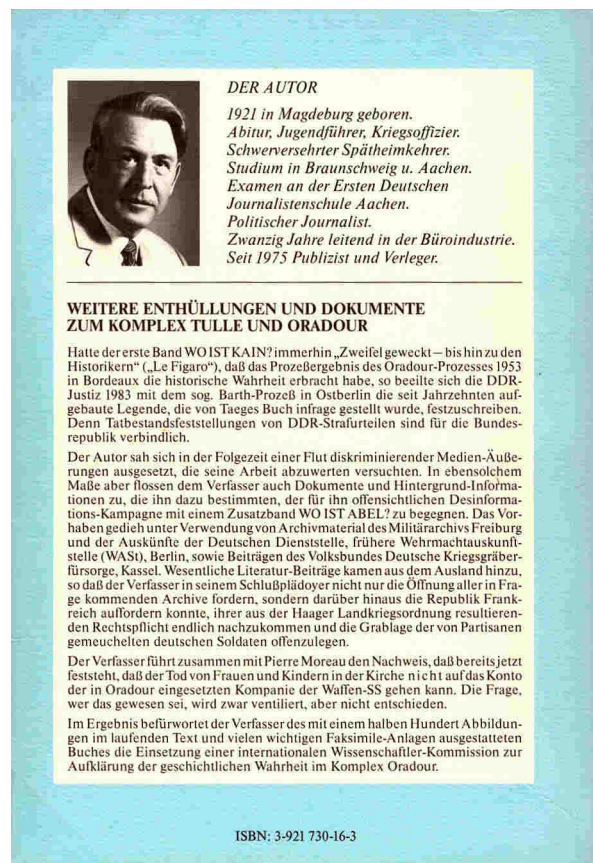 DER AUTOR
1921 in Magdeburg geboren.
Abitur, Jugendführer, Kriegsoffizier.
Schwerversehrter Spätheimkehrer.
Studium in Braunschweig u. Aachen.
Examen an der Ersten Deutschen
Journalistenschule Aachen.
Politischer Journalist.
Zwanzig Jahre leitend in der Büroindustrie.
Seit 1975 Publizist und Verleger.
WEITERE ENTHÜLLUNGEN UND DOKUMENTE
ZUM KOMPLEX TULLE UND ORADOUR
Hatte der erste Band WO IST KAIN? immerhin „Zweifel geweckt – bis hin zu den
Historikern“ („Le Figaro“), daß das Prozeßergebnis des Oradour-Prozesses 1953
in Bordeaux die historische Wahrheit erbracht habe, so beeilte sich die DDR-
Justiz 1983 mit dem sog. Barth-Prozeß in Ostberlin die seit Jahrzehnten auf-
gebaute Legende, die von Taeges Buch infrage gestellt wurde, festzuschreiben.
Denn Tatbestandsfeststellungen von DDR-Strafurteilen sind für die Bundes-
republik verbindlich.
Der Autor sah sich in der Folgezeit einer Flut diskriminierender Medien-Äuße-
rungen ausgesetzt, die seine Arbeit abzuwerten versuchten. In ebensolchem
Maße aber flossen dem Verfasser auch Dokumente und Hintergrund-Informa-
tionen zu, die ihn dazu bestimmten, der für ihn offensichtlichen Desinforma-
tions-Kampagne mit einem Zusatzband WO IST ABEL? zu begegnen. Das Vor-
haben gedieh unter Verwendung von Archivmaterial des Militärarchivs Freiburg
und der Auskünfte der Deutschen Dienststelle, frühere Wehrmachtauskunft-
stelle (WASt), Berlin, sowie Beiträgen des Volksbundes Deutsche Kriegsgräber-
fürsorge, Kassel. Wesentliche Literatur-Beiträge kamen aus dem Ausland hinzu,
so daß der Verfasser in seinem Schlußplädoyer nicht nur die Öffnung aller in Fra-
ge kommenden Archive fordern, sondern darüber hinaus die Republik Frank-
reich auffordern konnte, ihrer aus der Haager Landkriegsordnung resultieren-
den Rechtspflicht endlich nachzukommen und die Grablage der von Partisanen
gemeuchelten deutschen Soldaten offenzulegen.
Der Verfasser führt zusammen mit Pierre Moreau den Nachweis, daß bereits jetzt
feststeht, daß der Tod von Frauen und Kindern in der Kirche nicht auf das Konto
der in Oradour eingesetzten Kompanie der Waffen-SS gehen kann. Die Frage,
wer das gewesen sei, wird zwar ventiliert, aber nicht entschieden.
Im Ergebnis befürwortet der Verfasser des mit einem halben Hundert Abbildun-
gen im laufenden Text und vielen wichtigen Faksimile-Anlagen ausgestatteten
Buches die Einsetzung einer internationalen Wissenschaftler-Kommission zur
Aufklärung der geschichtlichen Wahrheit im Komplex Oradour.
ISBN: 3-921 730-16-3